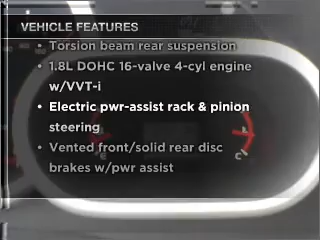 VEHICLE FEATURES
• Torsion beam rear suspension
• 1.8L DOHC 16-valve 4-cyl engine
w/VVT-i
• Electric pwr-assist rack & pinion
steering
• Vented front/solid rear disc
brakes w/pwr assist
E
C